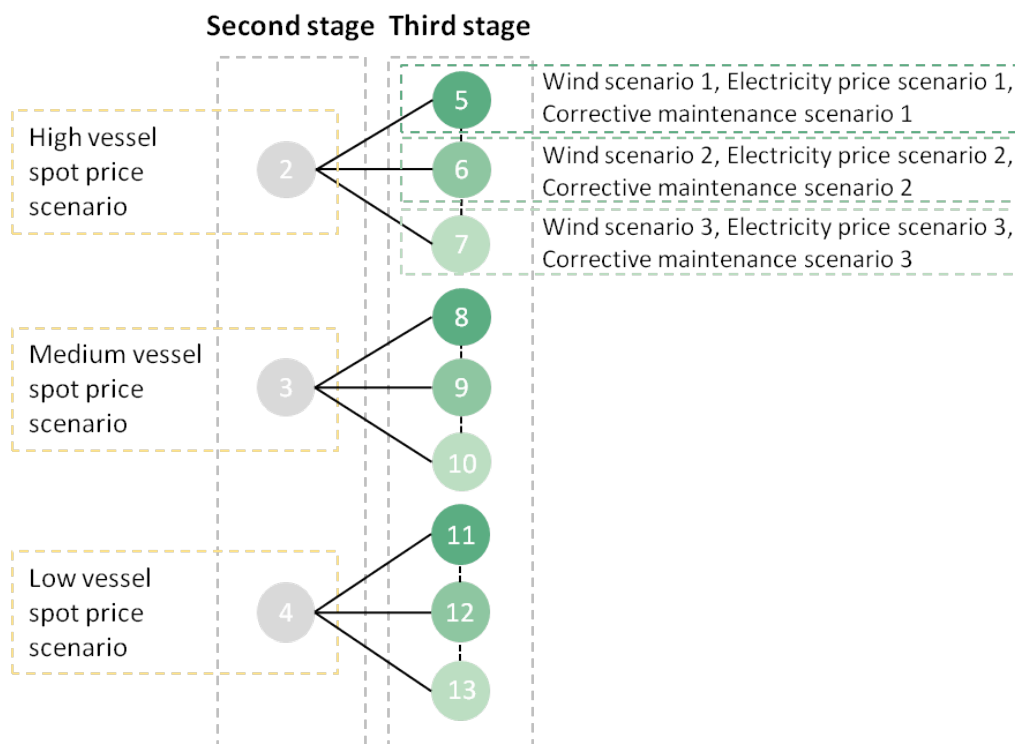 Second stage
Third stage
High vessel
spot price
scenario
2
5
6
7
Wind scenario 1, Electricity price scenario 1,
Corrective maintenance scenario 1
Wind scenario 2, Electricity price scenario 2,
Corrective maintenance scenario 2
Wind scenario 3, Electricity price scenario 3,
Corrective maintenance scenario 3
Medium vessel
spot price
scenario
3
8
9
10
Low vessel
spot price
scenario
4
11
12
13